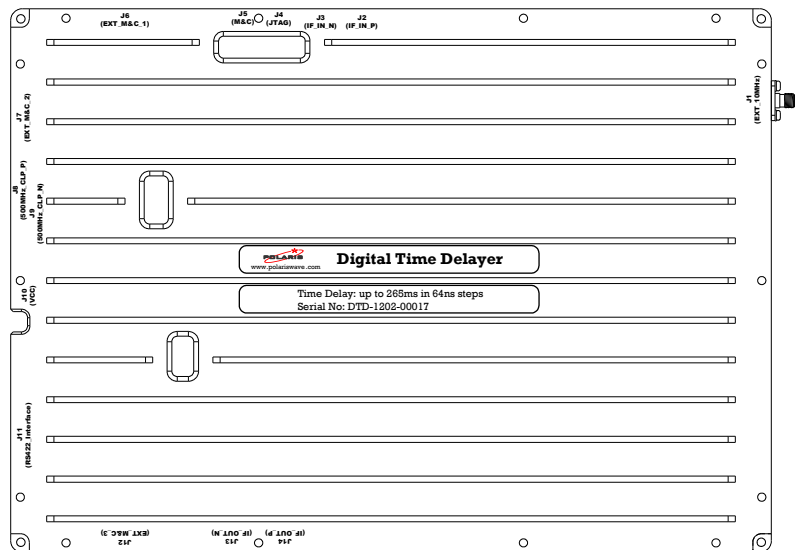 J6
(EXT_M&C_1)
J5
(M&C)
J4
(JTAG)
J3
(IF_IN_N)
J2
(IF_IN_P)
J1
(EXT_10MHz)
J7
(EXT_M&C_2)
J8
(500MHz_CLP_P)
J9
(500MHz_CLP_N)
POLARIS
www.polariswave.com
Digital Time Delayer
Time Delay: up to 265ms in 64ns steps
Serial No: DTD-1202-00017
J10
(VCC)
J11
(RS422_Interface)
J12
(EXT_M&C_3)
J13
(IF_OUT_N)
J14
(IF_OUT_P)